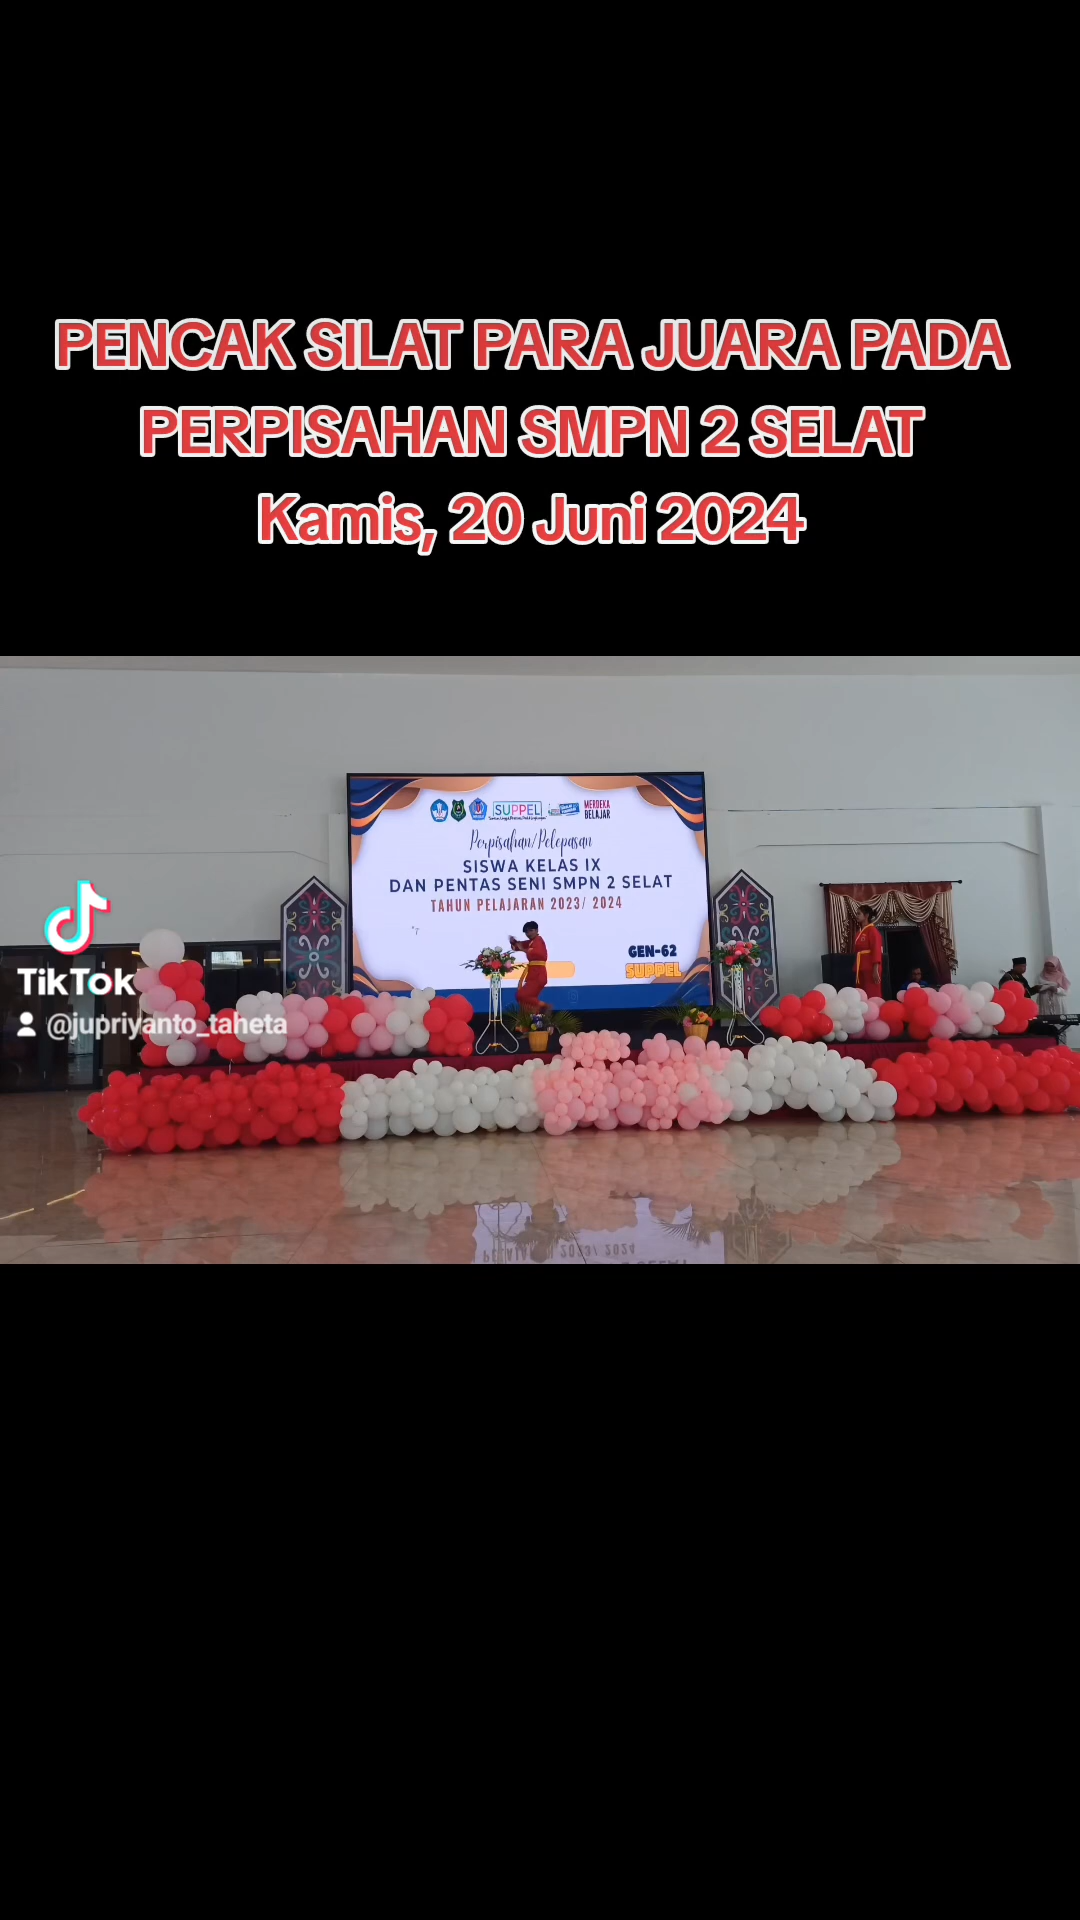 PENCAK SILAT PARA JUARA PADA
PERPISAHAN SMPN 2 SELAT
Kamis, 20 Juni 2024
SUPPEL
MERDEKA
BELAJAR
Perpisahan/Pelepasan
SISWA KELAS IX
DAN PENTAS SENI SMPN 2 SELAT
TAHUN PELAJARAN 2023/ 2024
GEN-62
SUPPEL
TikTok
@jupriyanto_taheta